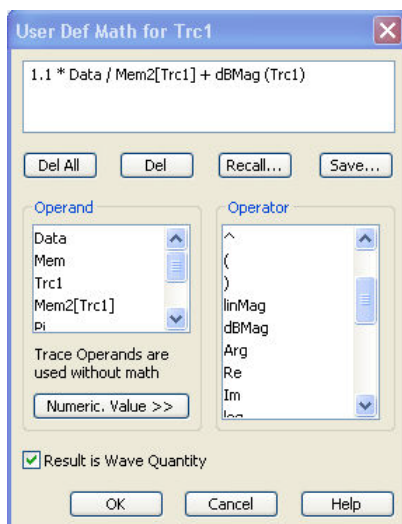 User Def Math for Trc1
1.1 * Data / Mem2[Trc1] + dBMag (Trc1)
Del All
Del
Recall...
Save...
Operand
Data
Mem
Trc1
Mem2[Trc1]
Pi
Trace Operands are
used without math
Numeric. Value >>
Operator
^
(
)
linMag
dBMag
Arg
Re
Im
log
Result is Wave Quantity
OK
Cancel
Help